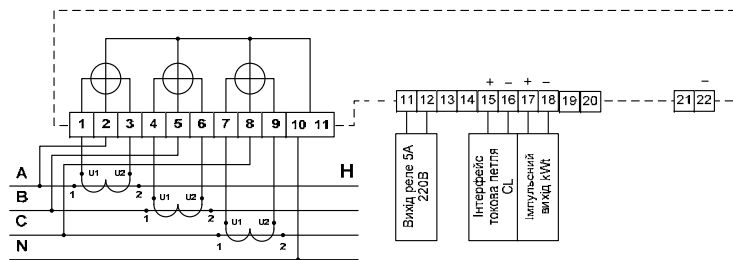 + – + –
–
11 12 13 14 15 16 17 18 19 20
21 22
1 2 3 4 5 6 7 8 9 10 11
Вихід реле 5А
220В
Інтерфейс
токова петля
CL
Імпульсний
вихід kWt
A
U1 U2
H
1 2
B
U1 U2
1 2
C
U1 U2
1 2
N